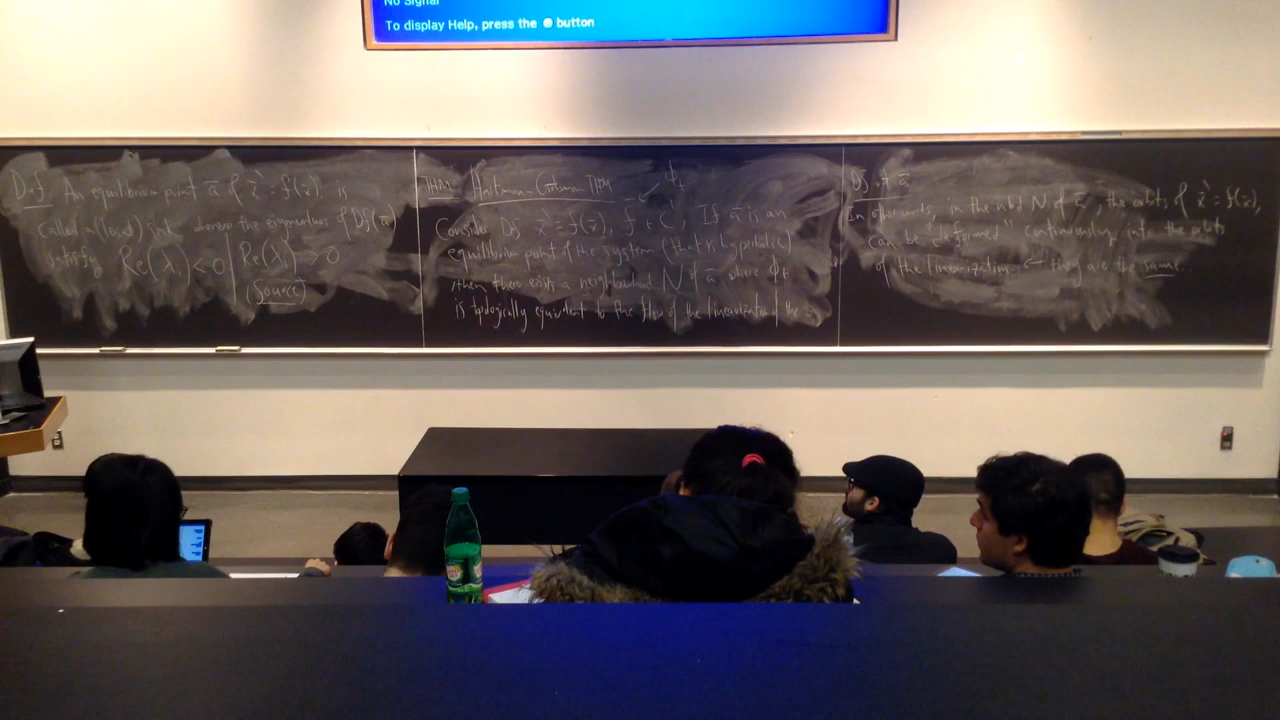 No Signal
To display Help, press the button
Def An equilibrium point ā of x̄' = f(x̄), is
called a (local) sink whenever the eigenvalues of Df(ā)
satisfy Re(λᵢ) < 0 | Re(λᵢ) > 0
(Source)
THM Hartman-Grobman THM
ϕₜ
Consider DS x̄' = f(x̄), f̄ ∈ C¹. If ā is an
equilibrium point of the system (that is hyperbolic)
then there exists a neighbourhood N of ā where ϕₜ
is topologically equivalent to the flow of the linearization of the
DS at ā
In other words, in the nbhd N of ā, the orbits of x̄' = f(x̄),
can be "deformed" continuously into the orbits
of the linearization ← they are the same...